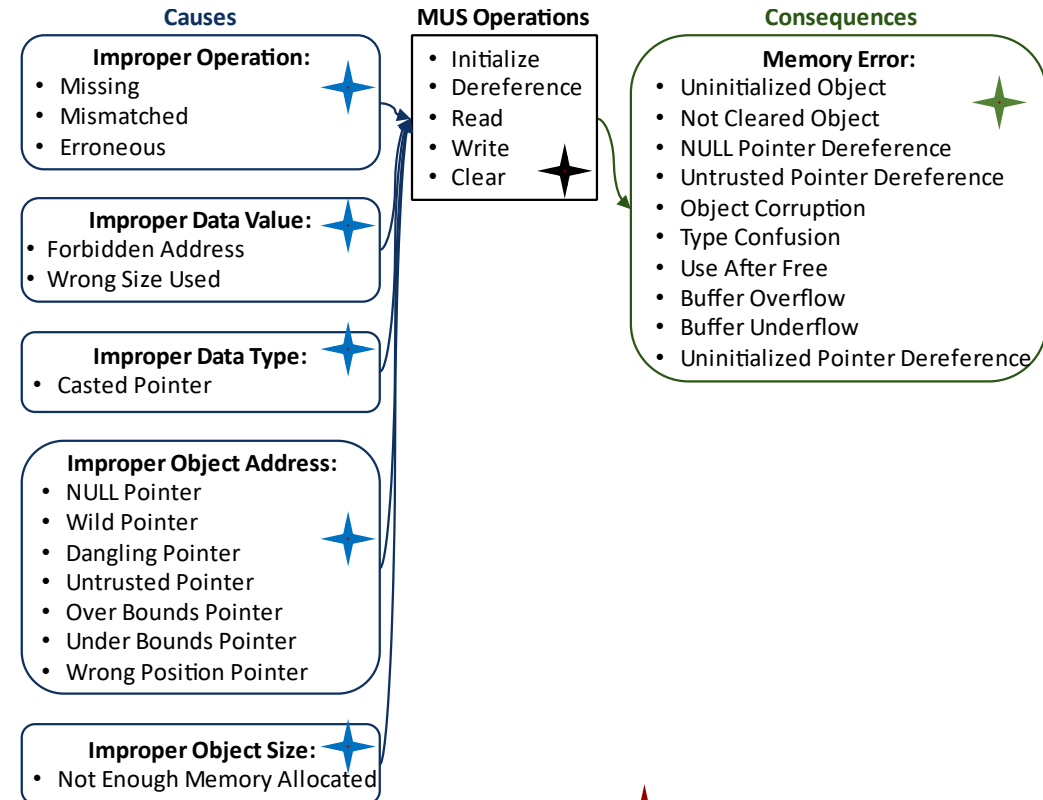 Causes
Improper Operation:
• Missing
• Mismatched
• Erroneous
Improper Data Value:
• Forbidden Address
• Wrong Size Used
Improper Data Type:
• Casted Pointer
Improper Object Address:
• NULL Pointer
• Wild Pointer
• Dangling Pointer
• Untrusted Pointer
• Over Bounds Pointer
• Under Bounds Pointer
• Wrong Position Pointer
Improper Object Size:
• Not Enough Memory Allocated
MUS Operations
• Initialize
• Dereference
• Read
• Write
• Clear
Consequences
Memory Error:
• Uninitialized Object
• Not Cleared Object
• NULL Pointer Dereference
• Untrusted Pointer Dereference
• Object Corruption
• Type Confusion
• Use After Free
• Buffer Overflow
• Buffer Underflow
• Uninitialized Pointer Dereference